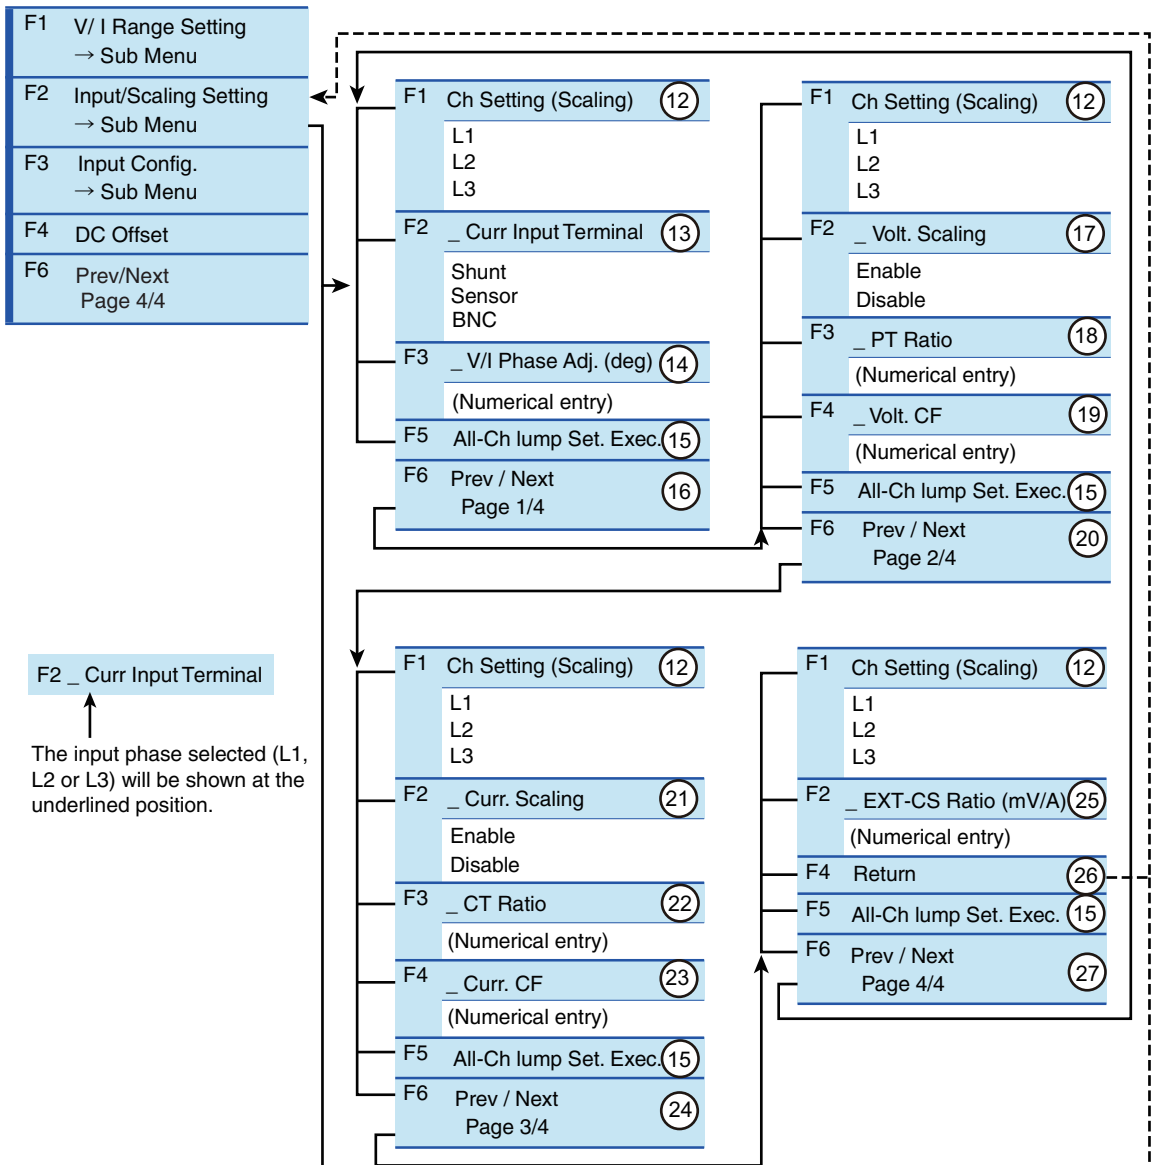 F1 V/ I Range Setting
→ Sub Menu
F2 Input/Scaling Setting
→ Sub Menu
F3 Input Config.
→ Sub Menu
F4 DC Offset
F6 Prev/Next
Page 4/4
F1 Ch Setting (Scaling) 12
L1
L2
L3
F2 _ Curr Input Terminal 13
Shunt
Sensor
BNC
F3 _ V/I Phase Adj. (deg) 14
(Numerical entry)
F5 All-Ch lump Set. Exec. 15
F6 Prev / Next 16
Page 1/4
F1 Ch Setting (Scaling) 12
L1
L2
L3
F2 _ Volt. Scaling 17
Enable
Disable
F3 _ PT Ratio 18
(Numerical entry)
F4 _ Volt. CF 19
(Numerical entry)
F5 All-Ch lump Set. Exec. 15
F6 Prev / Next 20
Page 2/4
F2 _ Curr Input Terminal
The input phase selected (L1,
L2 or L3) will be shown at the
underlined position.
F1 Ch Setting (Scaling) 12
L1
L2
L3
F2 _ Curr. Scaling 21
Enable
Disable
F3 _ CT Ratio 22
(Numerical entry)
F4 _ Curr. CF 23
(Numerical entry)
F5 All-Ch lump Set. Exec. 15
F6 Prev / Next 24
Page 3/4
F1 Ch Setting (Scaling) 12
L1
L2
L3
F2 _ EXT-CS Ratio (mV/A) 25
(Numerical entry)
F4 Return 26
F5 All-Ch lump Set. Exec. 15
F6 Prev / Next 27
Page 4/4